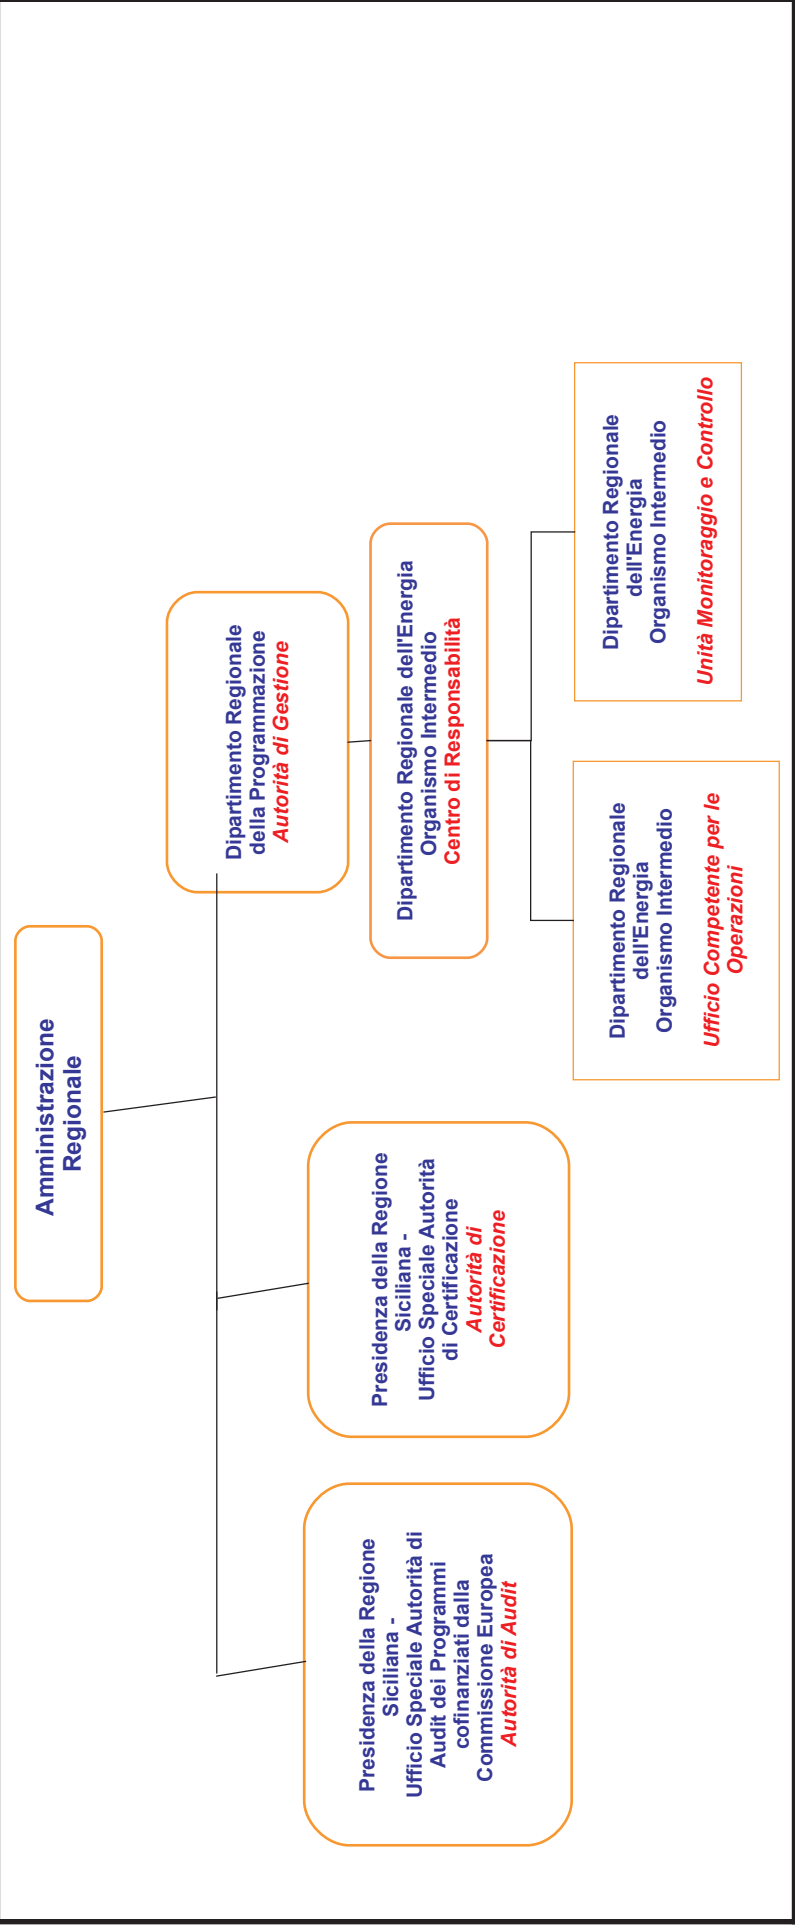 Amministrazione
Regionale
Presidenza della Regione
Siciliana -
Ufficio Speciale Autorità di
Audit dei Programmi
cofinanziati dalla
Commissione Europea
Autorità di Audit
Presidenza della Regione
Siciliana -
Ufficio Speciale Autorità
di Certificazione
Autorità di
Certificazione
Dipartimento Regionale
della Programmazione
Autorità di Gestione
Dipartimento Regionale dell'Energia
Organismo Intermedio
Centro di Responsabilità
Dipartimento Regionale
dell'Energia
Organismo Intermedio
Ufficio Competente per le
Operazioni
Dipartimento Regionale
dell'Energia
Organismo Intermedio
Unità Monitoraggio e Controllo